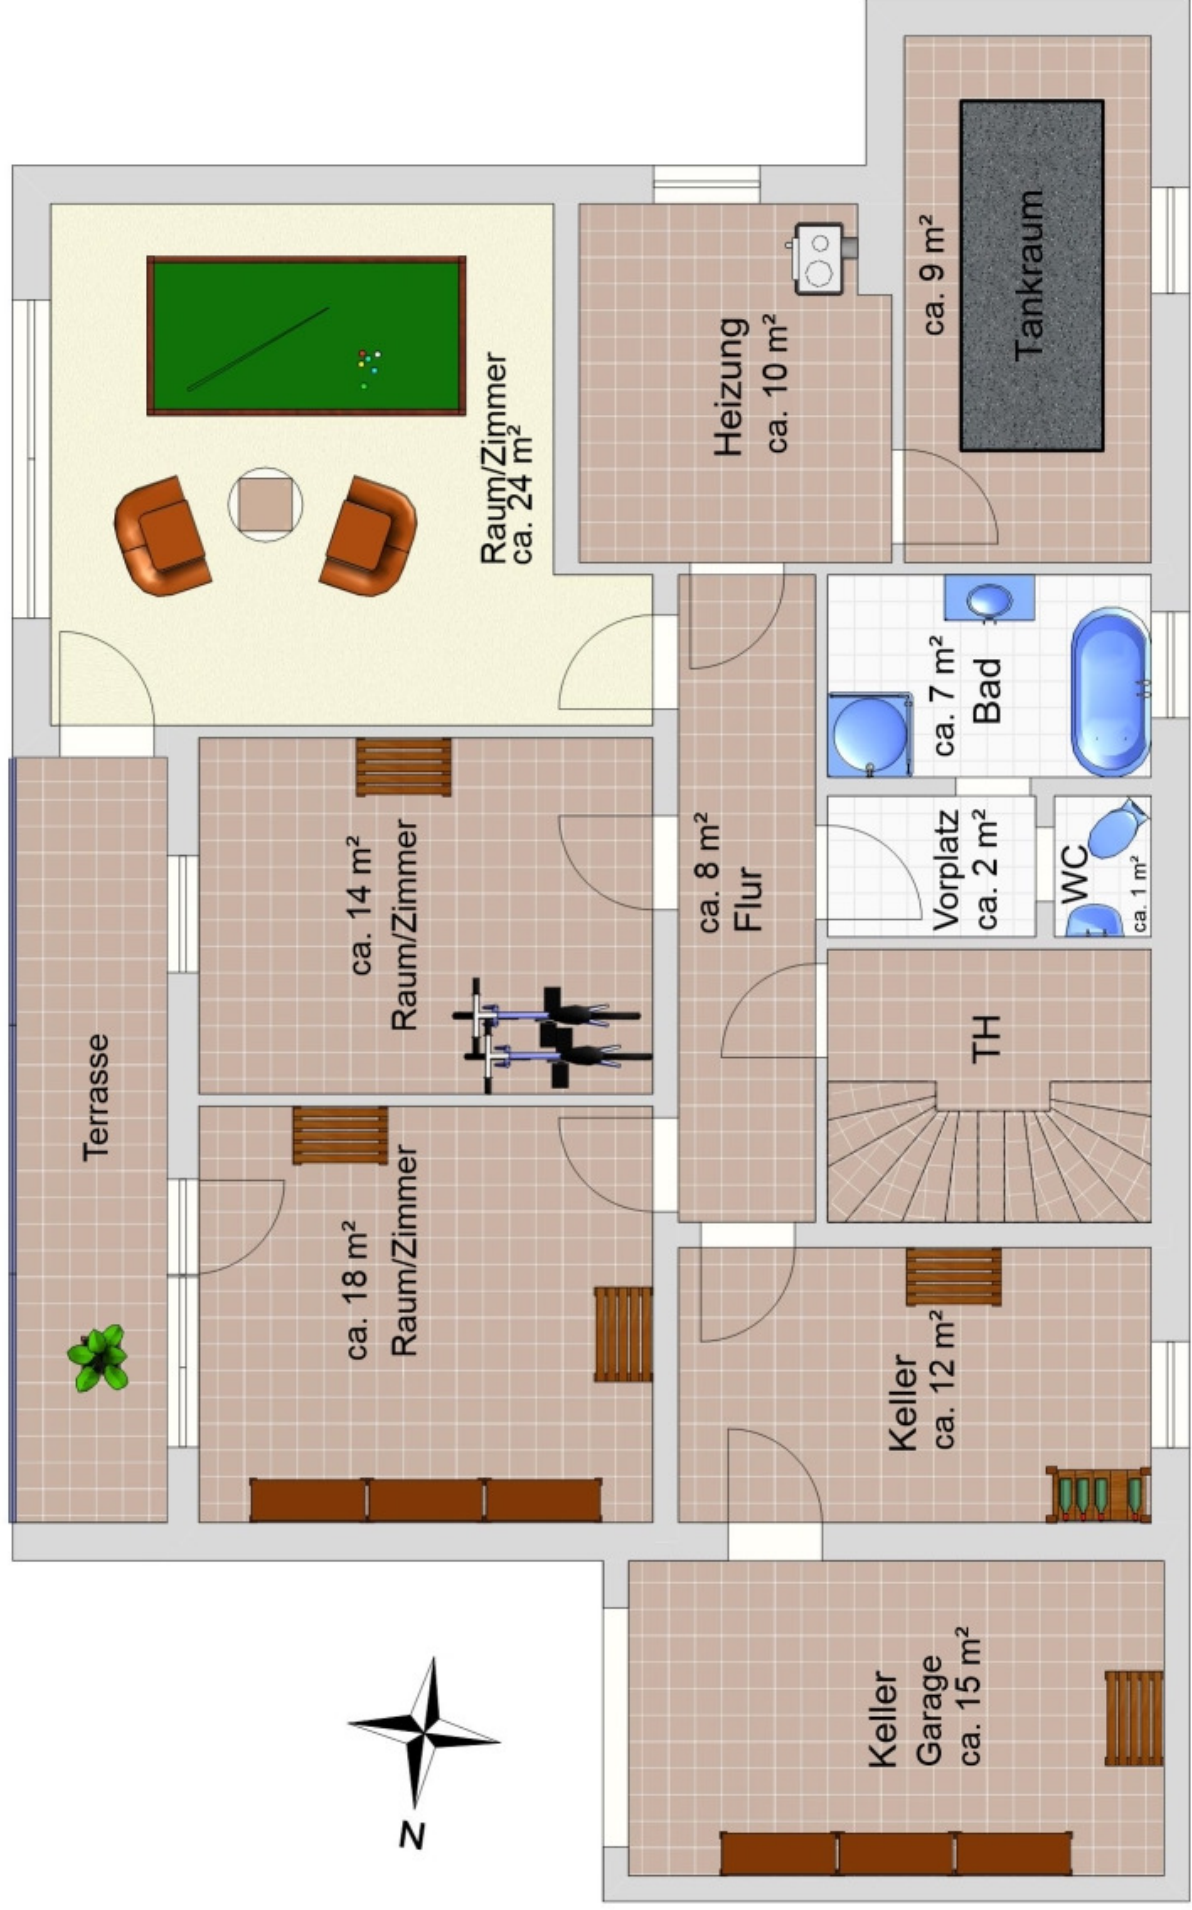 Raum/Zimmer
ca. 24 m²
Heizung
ca. 10 m²
ca. 9 m²
Tankraum
ca. 7 m²
Bad
Terrasse
ca. 14 m²
Raum/Zimmer
ca. 8 m²
Flur
Vorplatz
ca. 2 m²
WC
ca. 1 m²
TH
ca. 18 m²
Raum/Zimmer
Keller
ca. 12 m²
Keller
Garage
ca. 15 m²
N